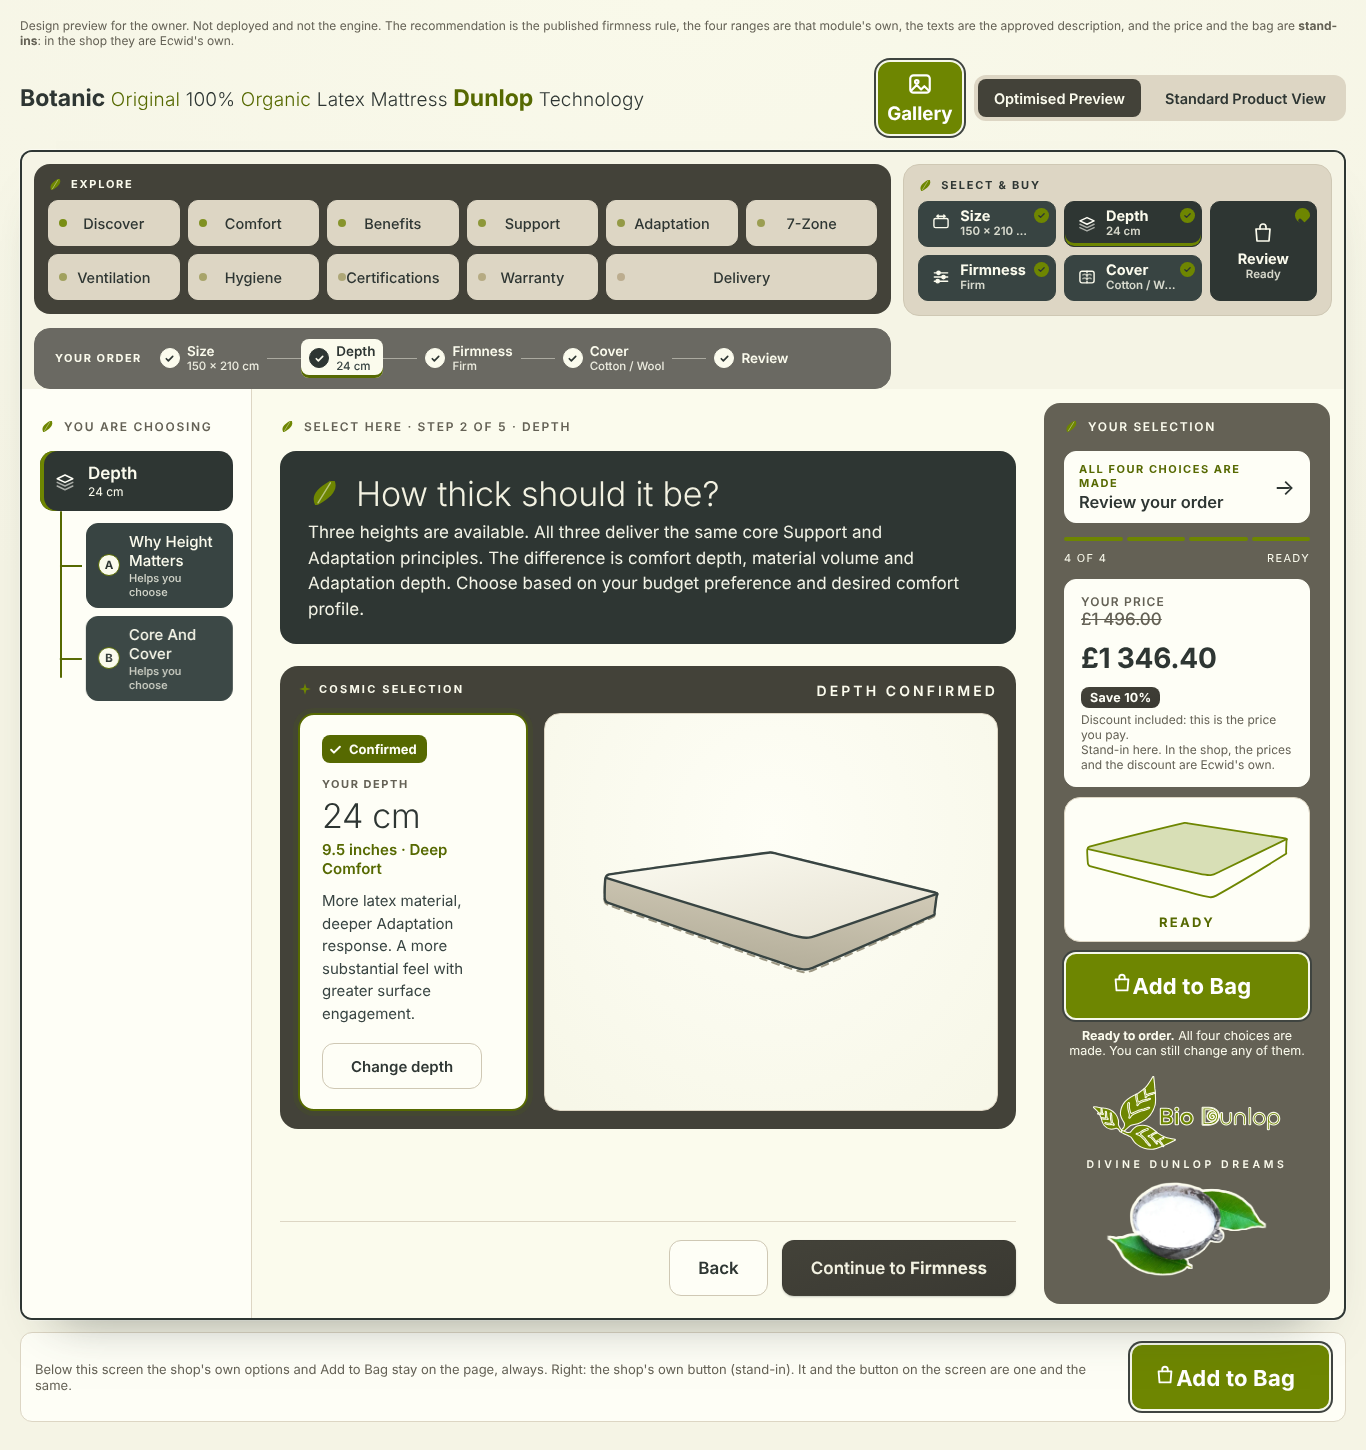 Design preview for the owner. Not deployed and not the engine. The recommendation is the published firmness rule, the four ranges are that module's own, the texts are the approved description, and the price and the bag are stand-
ins: in the shop they are Ecwid's own.
Botanic Original 100% Organic Latex Mattress Dunlop Technology
Gallery
Optimised Preview
Standard Product View
EXPLORE
Discover
Comfort
Benefits
Support
Adaptation
7-Zone
Ventilation
Hygiene
Certifications
Warranty
Delivery
SELECT & BUY
Size
150 × 210 ...
Depth
24 cm
Firmness
Firm
Cover
Cotton / W...
Review
Ready
YOUR ORDER
Size
150 × 210 cm
Depth
24 cm
Firmness
Firm
Cover
Cotton / Wool
Review
YOU ARE CHOOSING
Depth
24 cm
A
Why Height
Matters
Helps you
choose
B
Core And
Cover
Helps you
choose
SELECT HERE · STEP 2 OF 5 · DEPTH
How thick should it be?
Three heights are available. All three deliver the same core Support and
Adaptation principles. The difference is comfort depth, material volume and
Adaptation depth. Choose based on your budget preference and desired comfort
profile.
COSMIC SELECTION
DEPTH CONFIRMED
Confirmed
YOUR DEPTH
24 cm
9.5 inches · Deep
Comfort
More latex material,
deeper Adaptation
response. A more
substantial feel with
greater surface
engagement.
Change depth
Back
Continue to Firmness
YOUR SELECTION
ALL FOUR CHOICES ARE
MADE
Review your order
4 OF 4
READY
YOUR PRICE
£1 496.00
£1 346.40
Save 10%
Discount included: this is the price
you pay.
Stand-in here. In the shop, the prices
and the discount are Ecwid's own.
READY
Add to Bag
Ready to order. All four choices are
made. You can still change any of them.
Bio Dunlop
DIVINE DUNLOP DREAMS
Below this screen the shop's own options and Add to Bag stay on the page, always. Right: the shop's own button (stand-in). It and the button on the screen are one and the
same.
Add to Bag